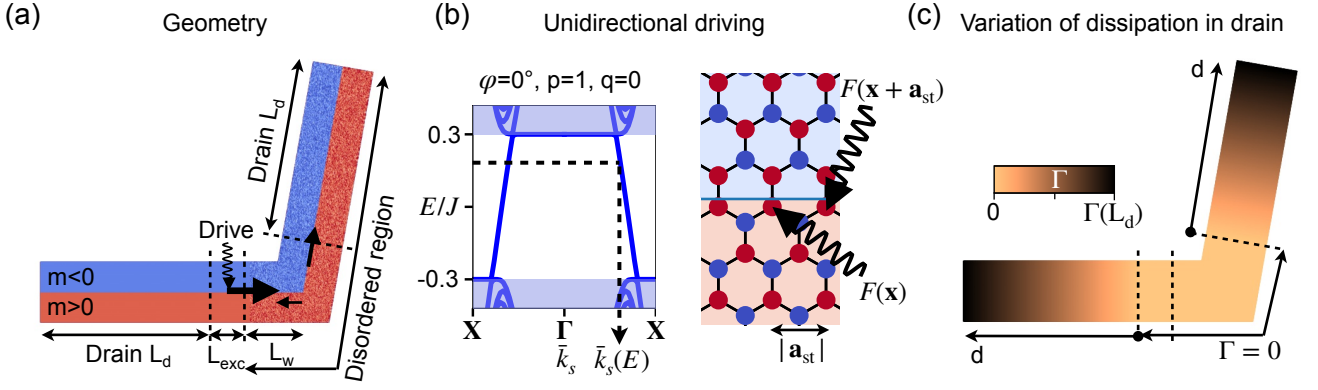 (a) Geometry
Drain L_d
Drive
m<0
m>0
Drain L_d
L_exc
L_w
Disordered region
(b) Unidirectional driving
φ=0°, p=1, q=0
0.3
E/J
-0.3
X Γ X
k̄_s k̄_s(E)
F(x + a_st)
F(x)
|a_st|
(c) Variation of dissipation in drain
d
Γ
0 Γ(L_d)
d
Γ = 0